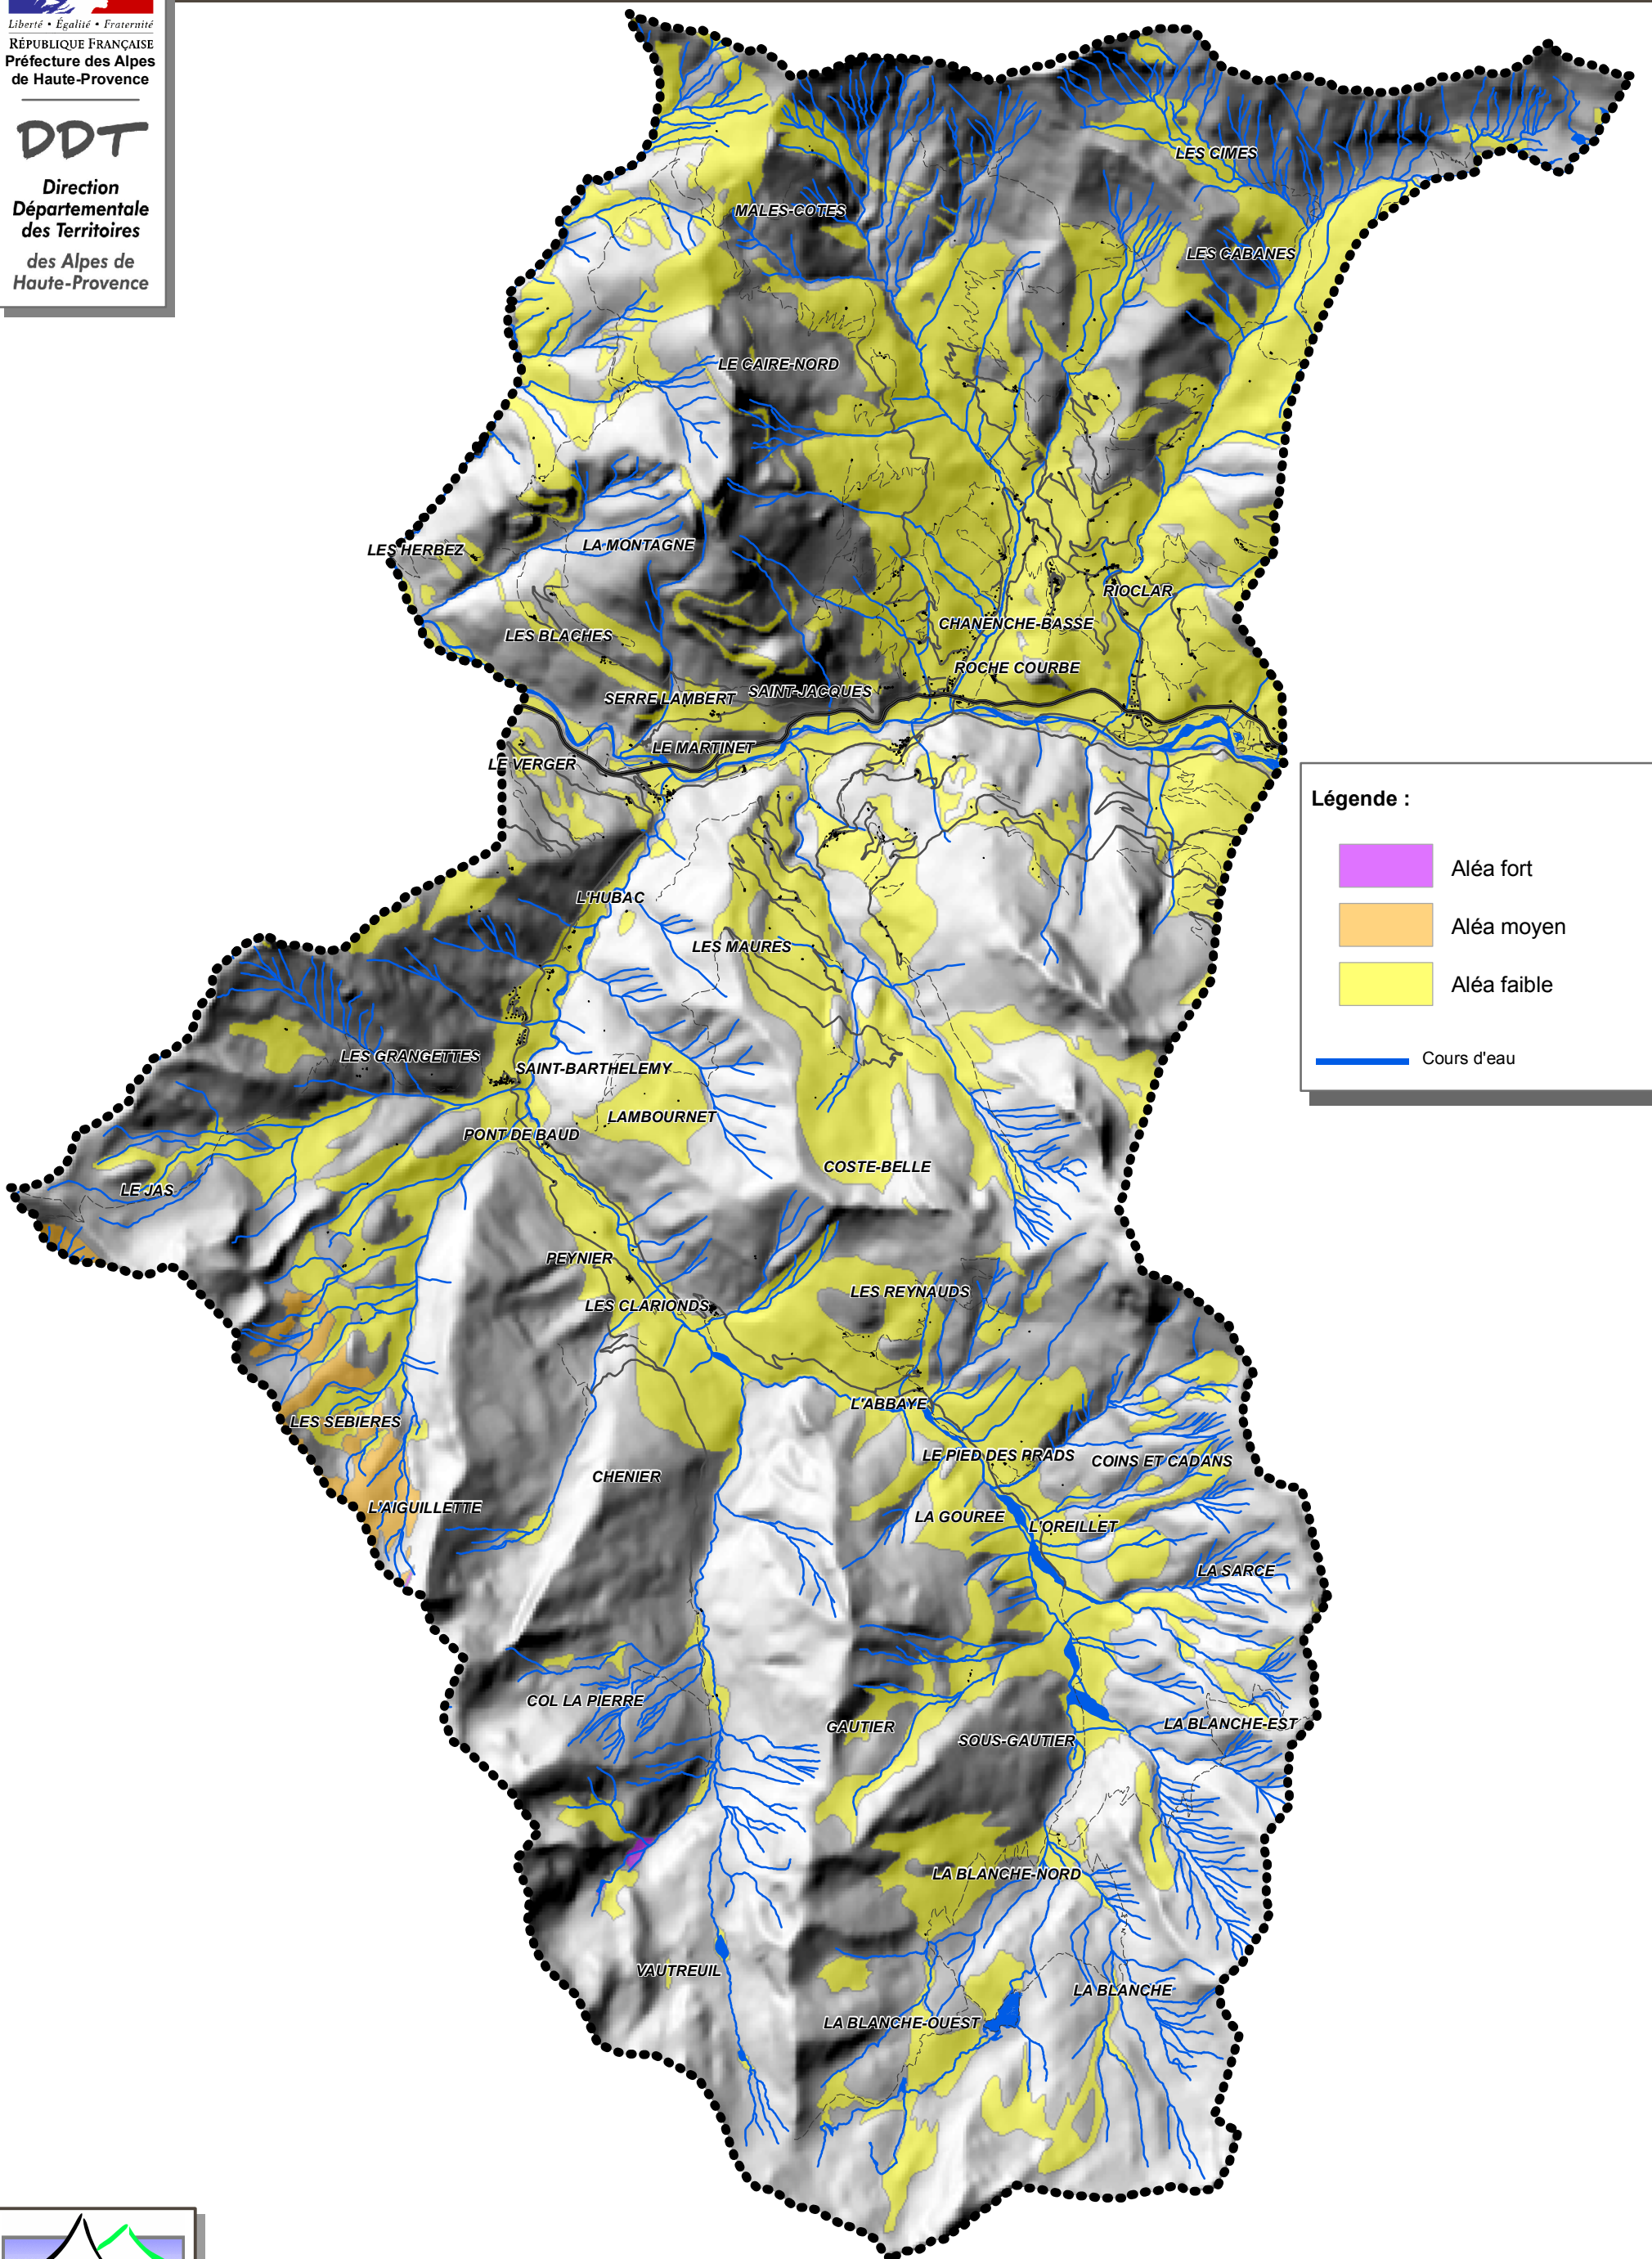 Liberté • Égalité • Fraternité
RÉPUBLIQUE FRANÇAISE
Préfecture des Alpes
de Haute-Provence
DDT
Direction
Départementale
des Territoires
des Alpes de
Haute-Provence
LES CIMES
MALES-COTES
LES CABANES
LE CAIRE-NORD
LES HERBEZ
LA MONTAGNE
RIOCLAR
CHANENCHE-BASSE
LES BLACHES
ROCHE COURBE
SERRE LAMBERT
SAINT-JACQUES
LE MARTINET
LE VERGER
Légende :
Aléa fort
Aléa moyen
Aléa faible
Cours d'eau
L'HUBAC
LES MAURES
LES GRANGETTES
SAINT-BARTHELEMY
LAMBOURNET
PONT DE BAUD
COSTE-BELLE
LE JAS
PEYNIER
LES REYNAUDS
LES CLARIONDS
L'ABBAYE
LES SEBIERES
LE PIED DES PRADS
COINS ET CADANS
CHENIER
L'AIGUILLETTE
LA GOUREE
L'OREILLET
LA SARCE
COL LA PIERRE
GAUTIER
SOUS-GAUTIER
LA BLANCHE-EST
LA BLANCHE-NORD
VAUTREUIL
LA BLANCHE
LA BLANCHE-OUEST